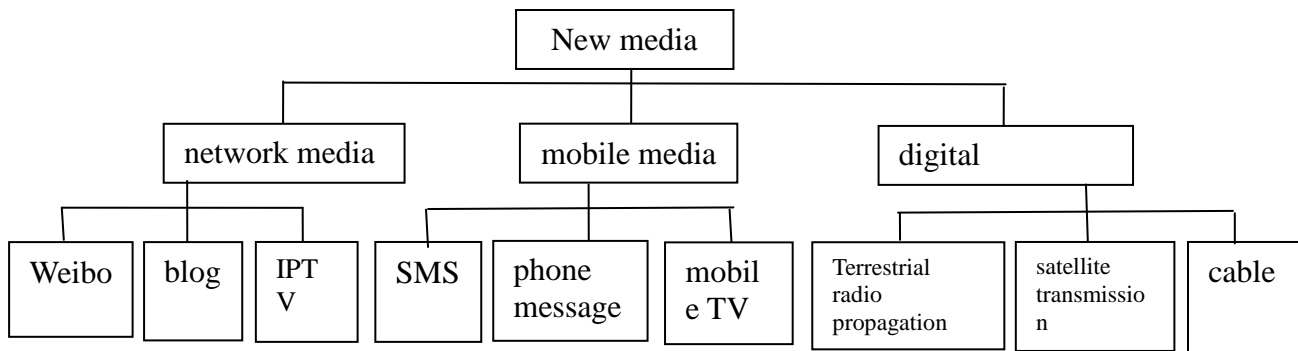 New media
network media
mobile media
digital
Weibo
blog
IPT
V
SMS
phone
message
mobil
e TV
Terrestrial
radio
propagation
satellite
transmissio
n
cable